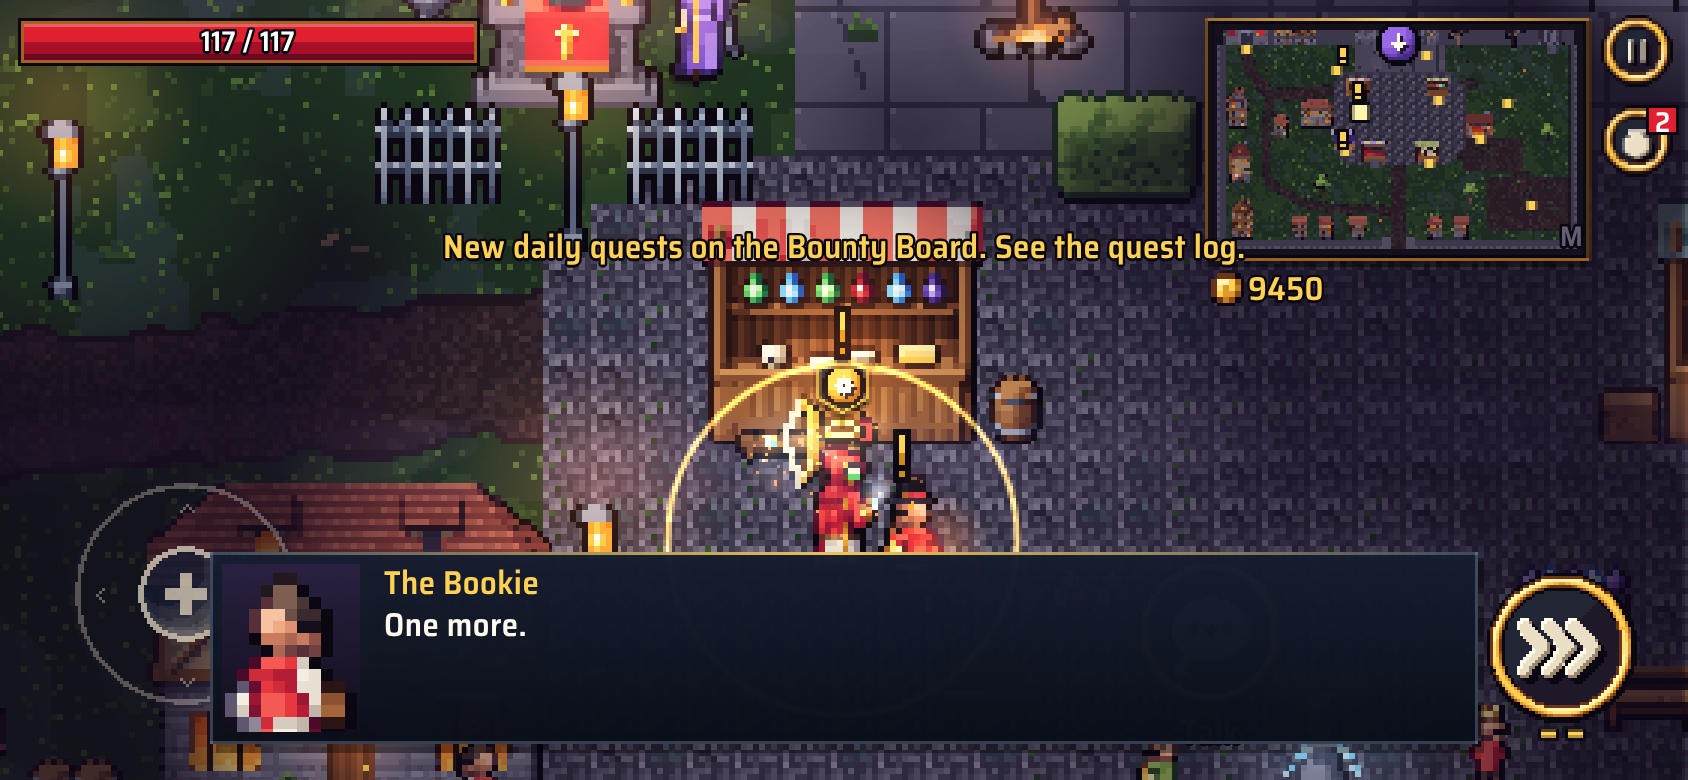 117 / 117
2
M
New daily quests on the Bounty Board. See the quest log.
9450
The Bookie
One more.
Talk